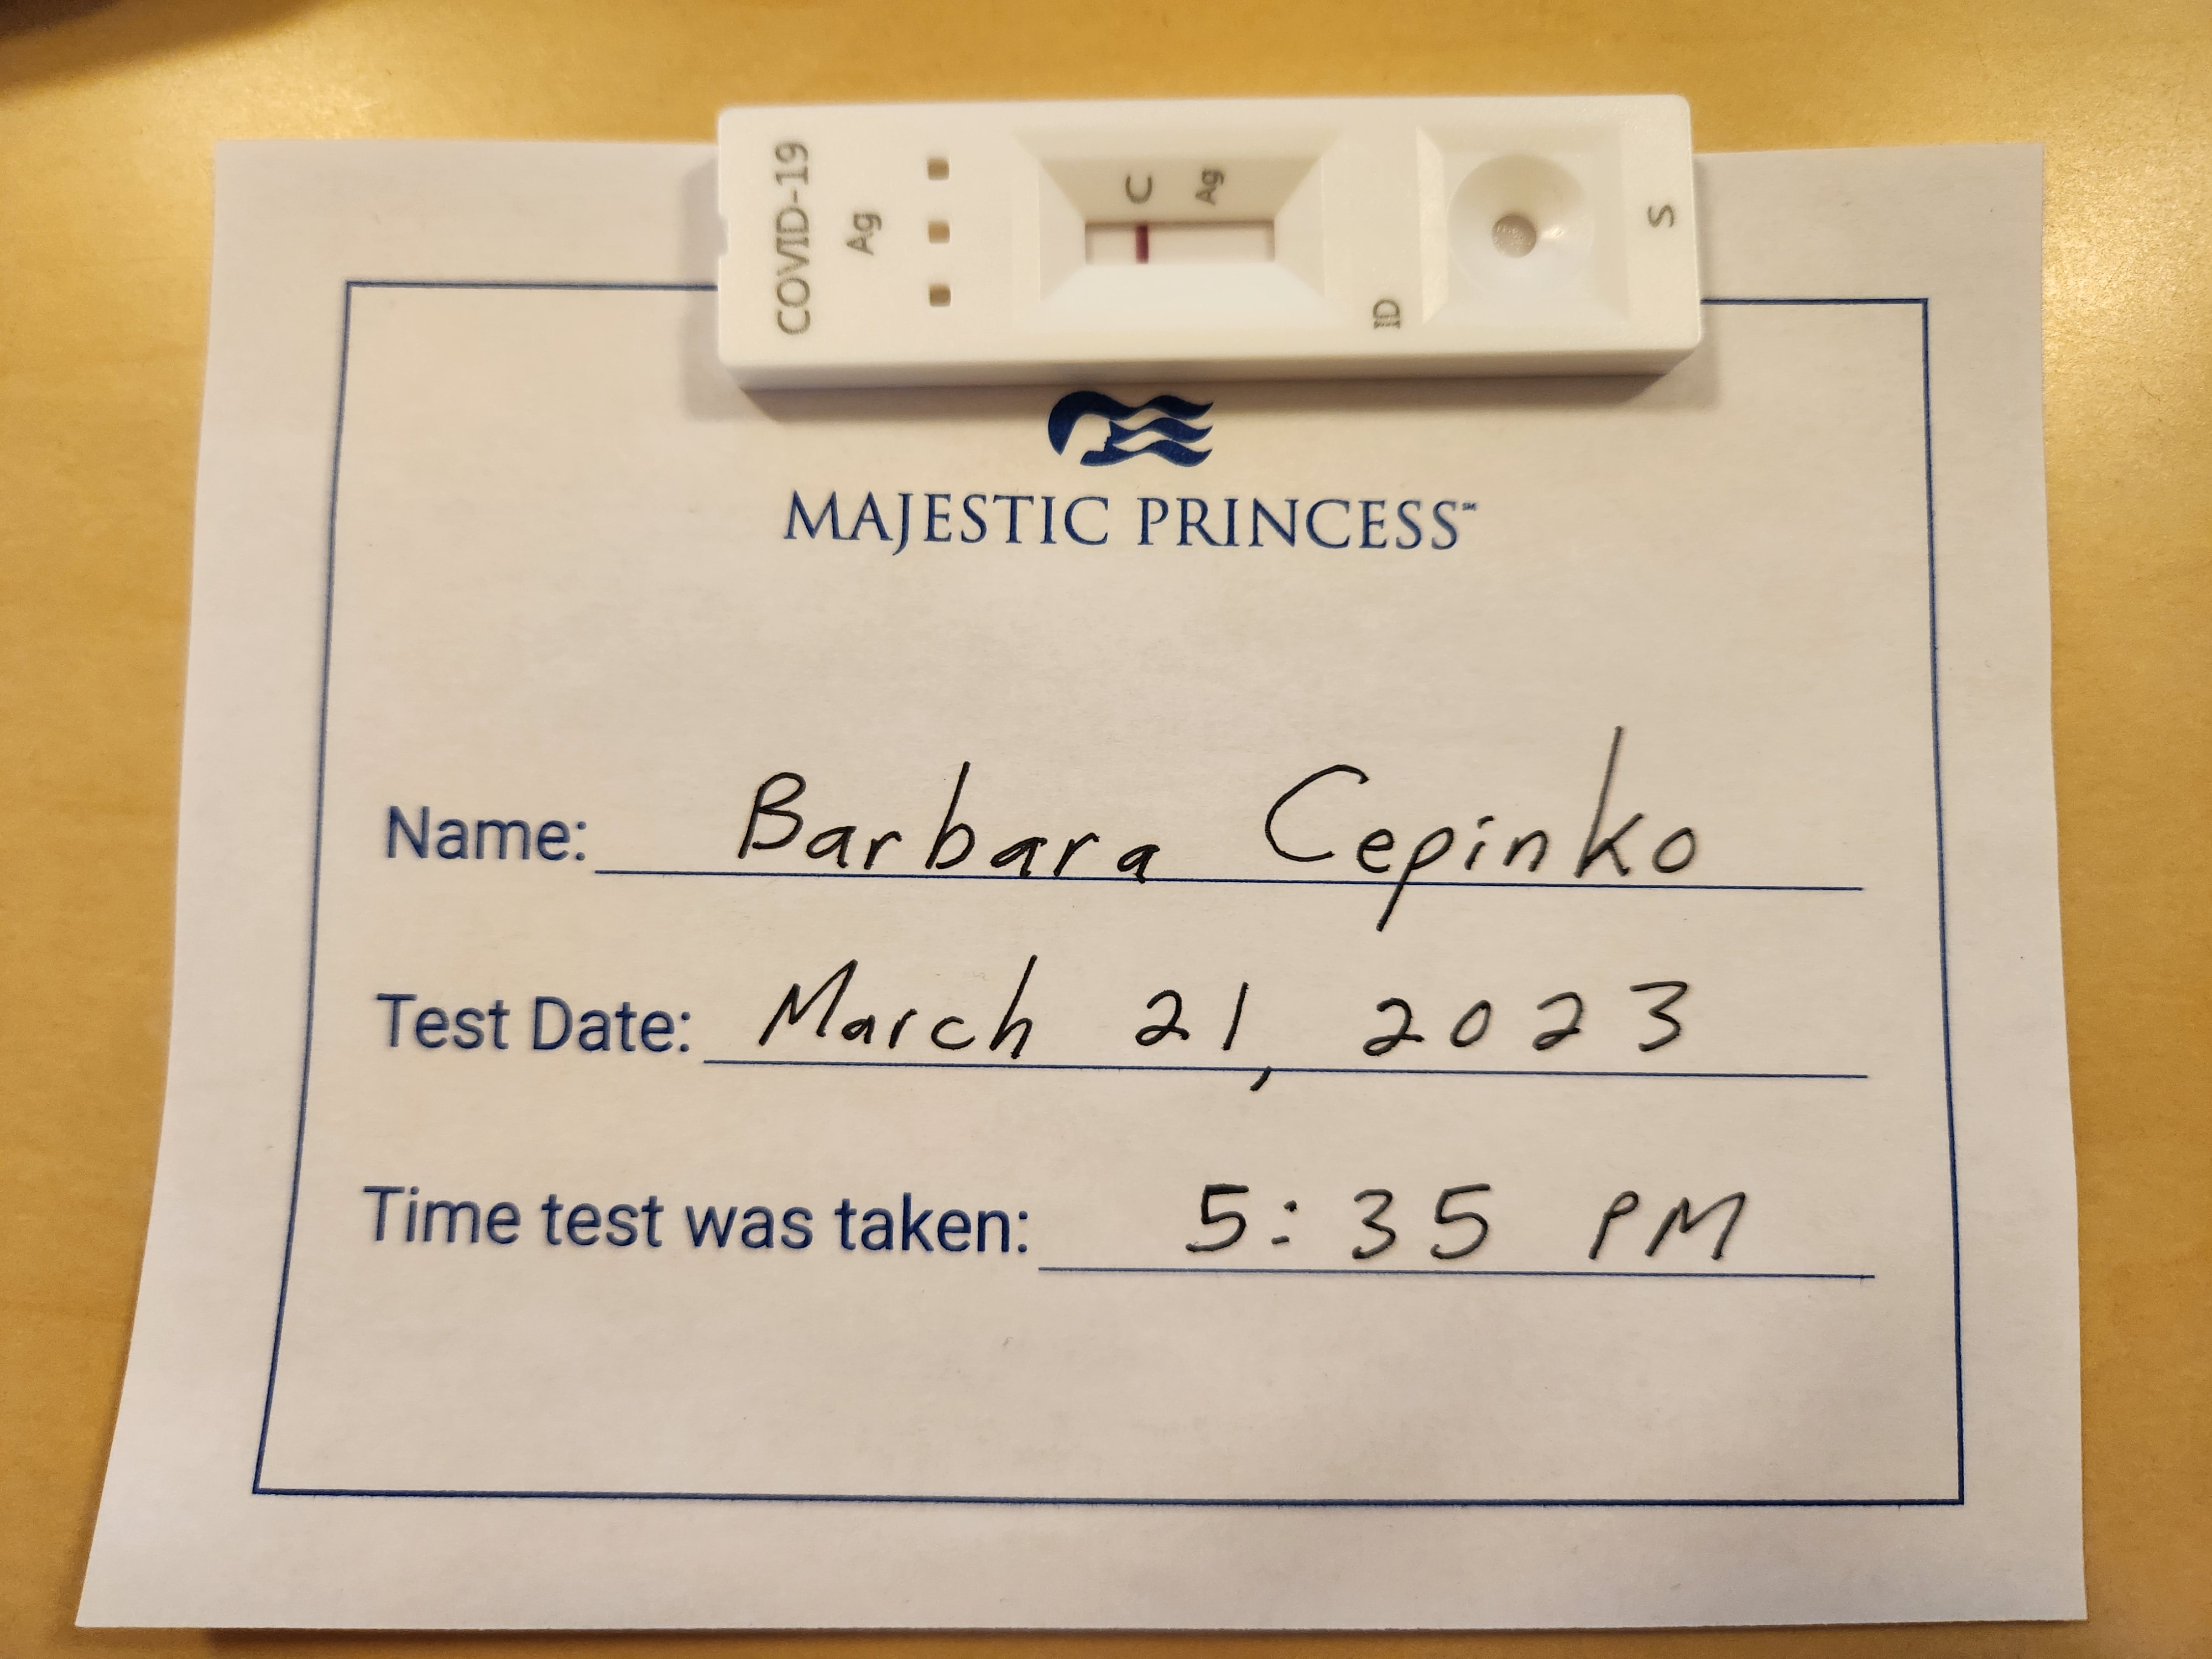 COVID-19
Ag
C
Ag
ID
S
MAJESTIC PRINCESS℠
Name: Barbara Cepinko
Test Date: March 21, 2023
Time test was taken: 5:35 PM